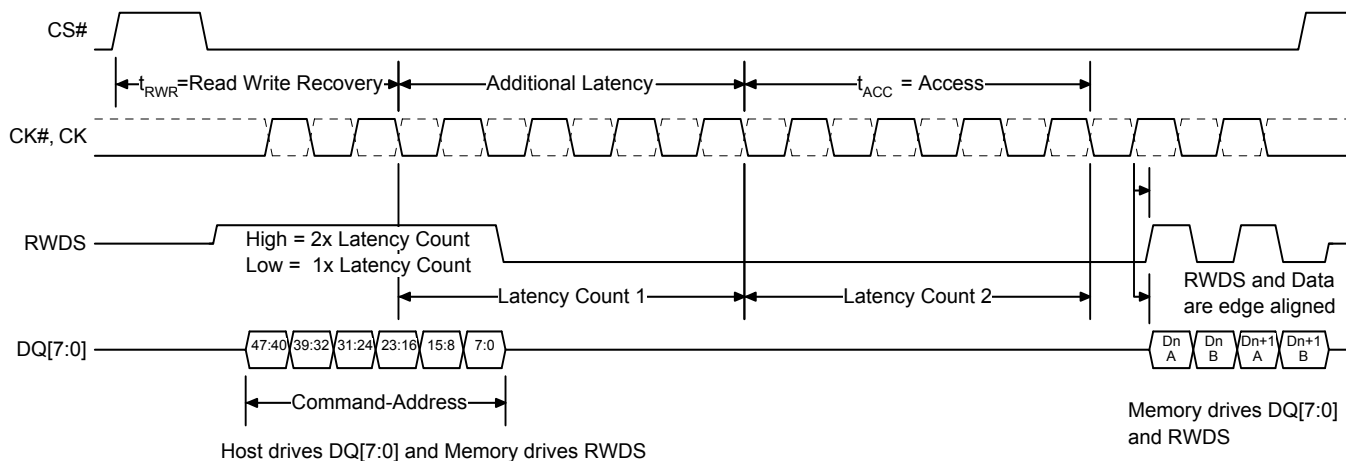 CS#
tRWR=Read Write Recovery
Additional Latency
tACC = Access
CK#, CK
RWDS
High = 2x Latency Count
Low = 1x Latency Count
Latency Count 1
Latency Count 2
RWDS and Data
are edge aligned
DQ[7:0]
47:40 39:32 31:24 23:16 15:8 7:0
Dn Dn Dn+1 Dn+1
A B A B
Command-Address
Host drives DQ[7:0] and Memory drives RWDS
Memory drives DQ[7:0]
and RWDS